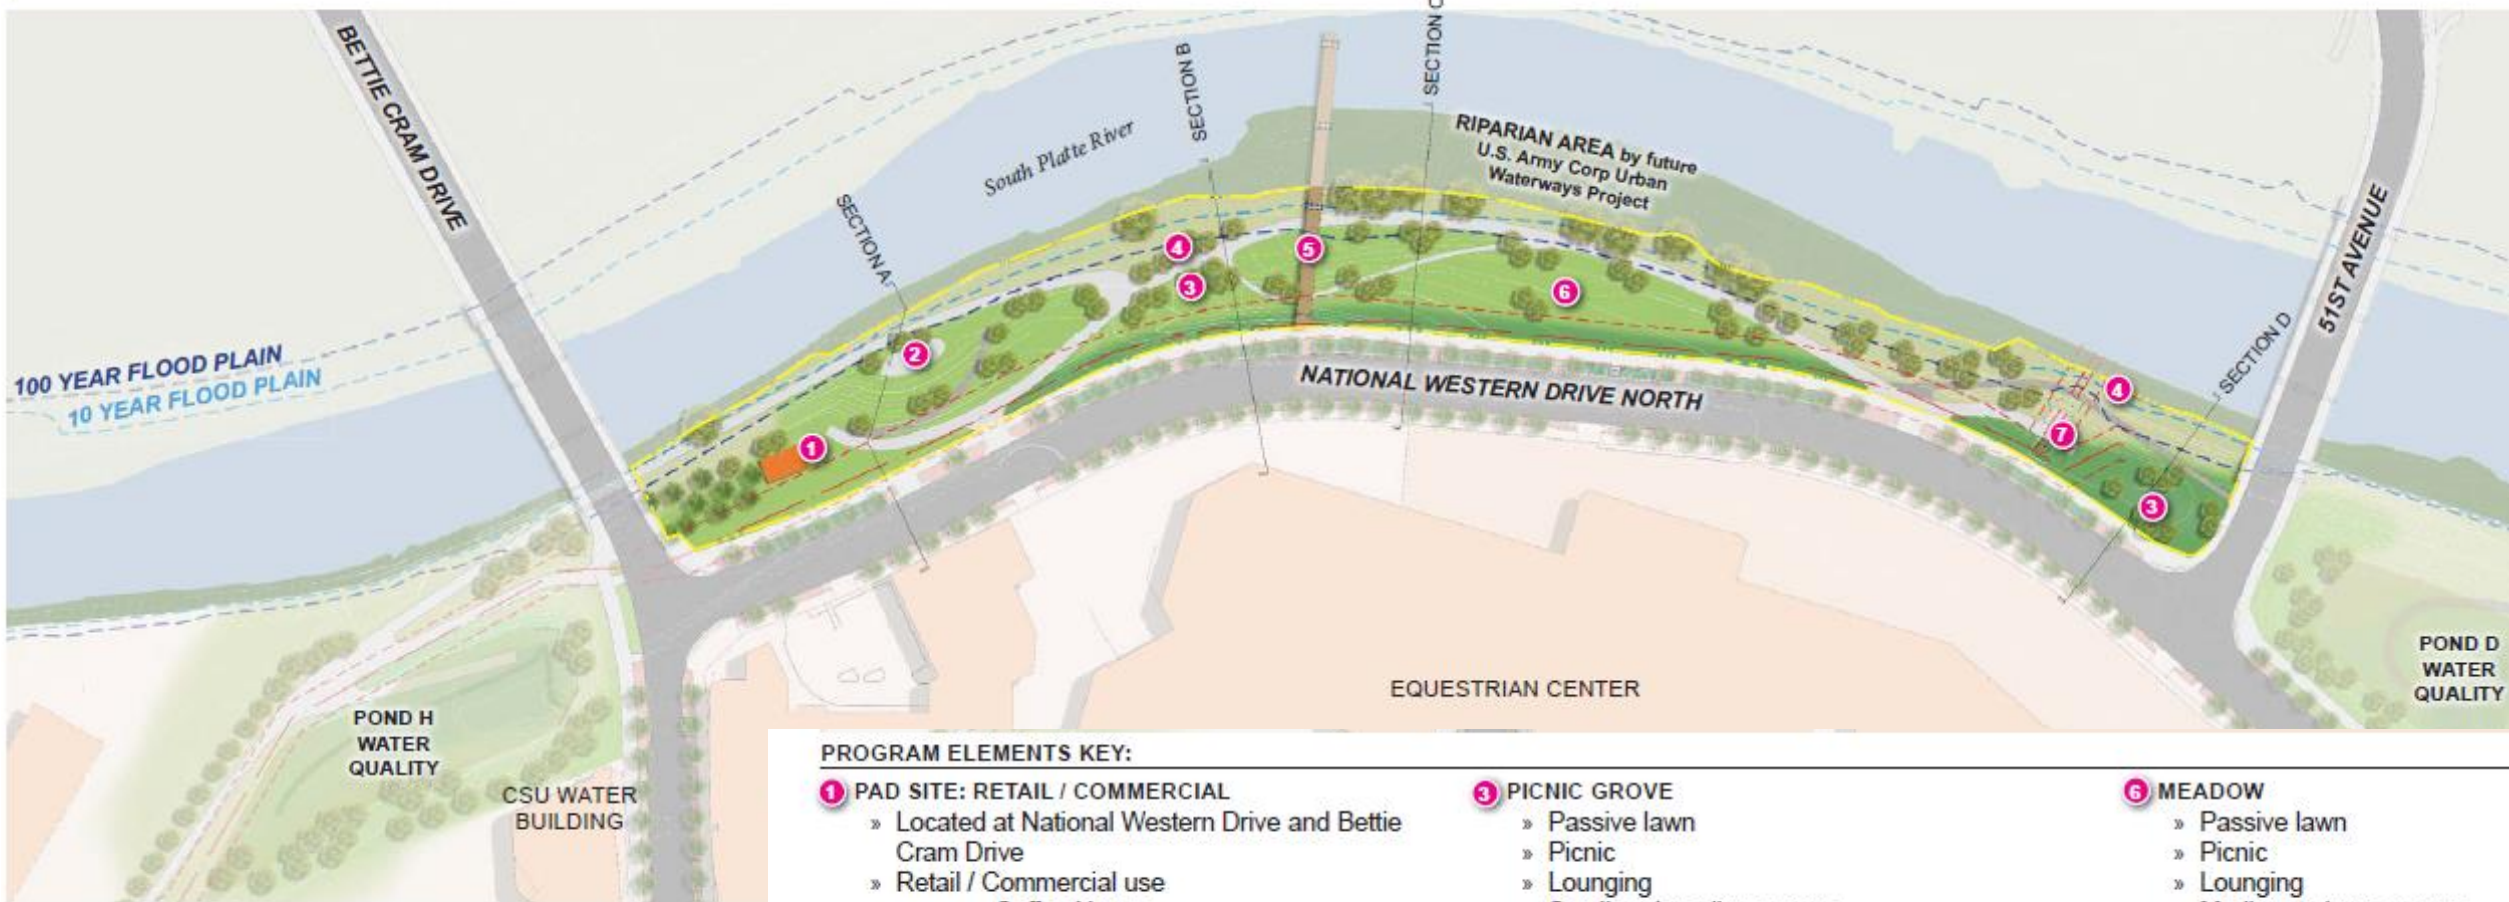 BETTIE CRAM DRIVE
SECTION A
South Platte River
SECTION B
SECTION
RIPARIAN AREA by future
U.S. Army Corp Urban
Waterways Project
51ST AVENUE
SECTION D
100 YEAR FLOOD PLAIN
10 YEAR FLOOD PLAIN
4
5
3
6
2
1
4
7
3
NATIONAL WESTERN DRIVE NORTH
EQUESTRIAN CENTER
POND D
WATER
QUALITY
POND H
WATER
QUALITY
CSU WATER
BUILDING
PROGRAM ELEMENTS KEY:
1 PAD SITE: RETAIL / COMMERCIAL
» Located at National Western Drive and Bettie
Cram Drive
» Retail / Commercial use
3 PICNIC GROVE
» Passive lawn
» Picnic
» Lounging
6 MEADOW
» Passive lawn
» Picnic
» Lounging